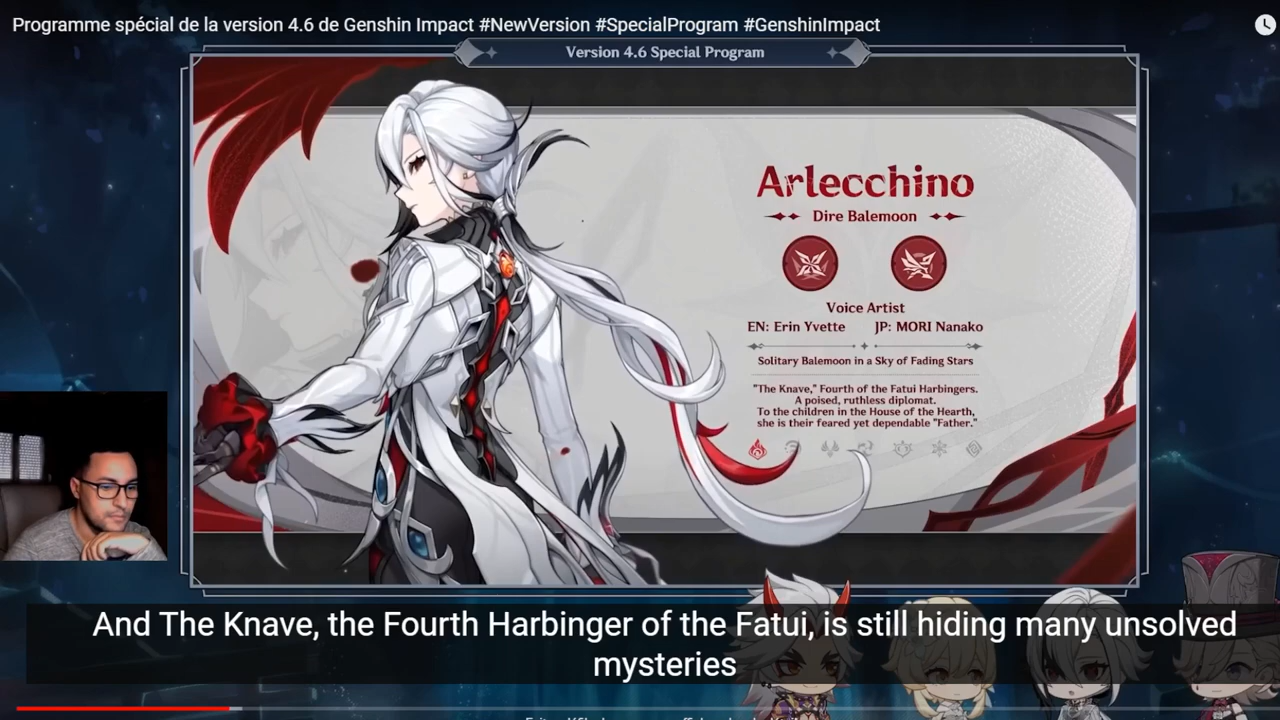 Programme spécial de la version 4.6 de Genshin Impact #NewVersion #SpecialProgram #GenshinImpact
Version 4.6 Special Program
Arlecchino
Dire Balemoon
Voice Artist
EN: Erin Yvette JP: MORI Nanako
Solitary Balemoon in a Sky of Fading Stars
"The Knave," Fourth of the Fatui Harbingers.
A poised, ruthless diplomat.
To the children in the House of the Hearth,
she is their feared yet dependable "Father."
And The Knave, the Fourth Harbinger of the Fatui, is still hiding many unsolved
mysteries